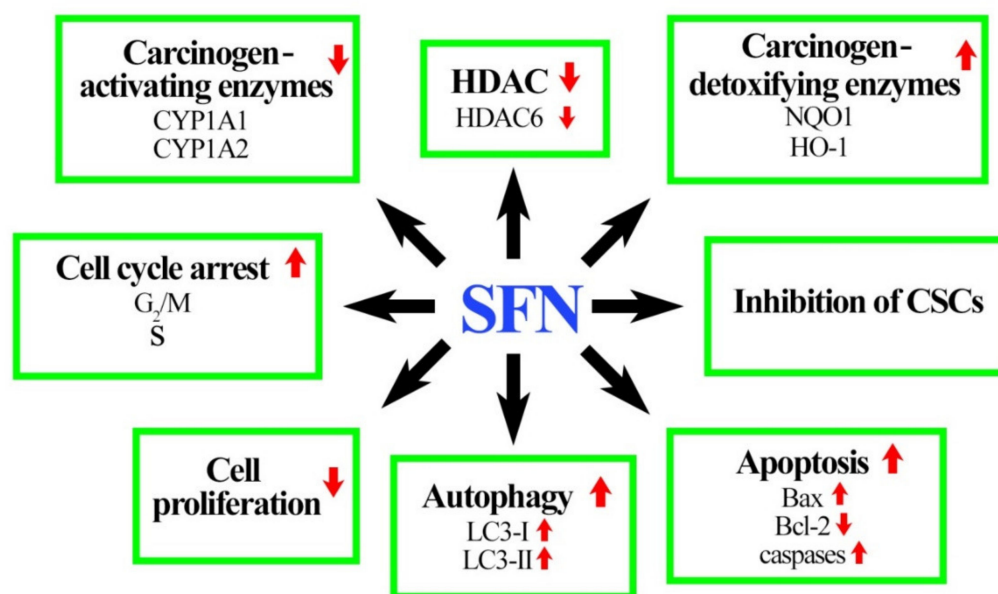 Carcinogen-
activating enzymes
CYP1A1
CYP1A2
HDAC
HDAC6
Carcinogen-
detoxifying enzymes
NQO1
HO-1
Cell cycle arrest
G2/M
S
SFN
Inhibition of CSCs
Cell
proliferation
Autophagy
LC3-I
LC3-II
Apoptosis
Bax
Bcl-2
caspases